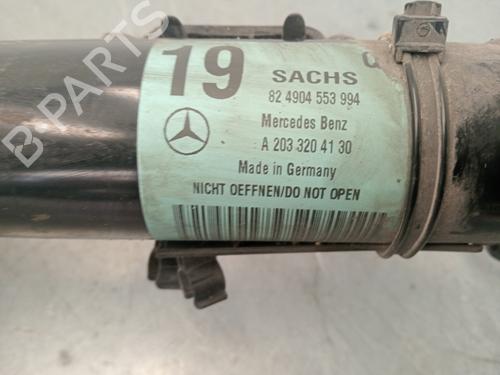 19
SACHS
82 4904 553 994
Mercedes Benz
A 203 320 41 30
Made in Germany
NICHT OEFFNEN/DO NOT OPEN
B-PARTS